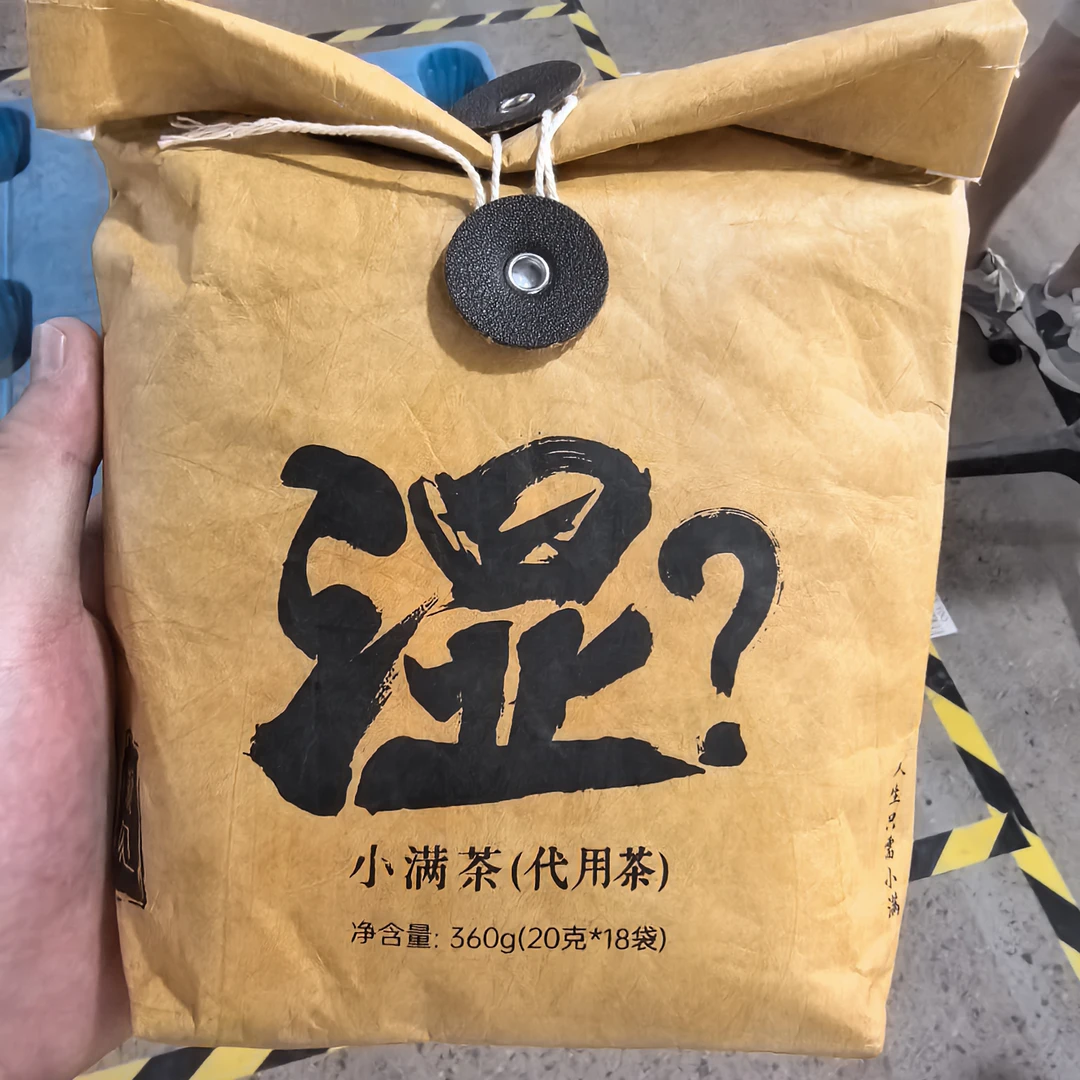 湿?
小满茶(代用茶)
净含量: 360g(20克*18袋)
人生只需小满